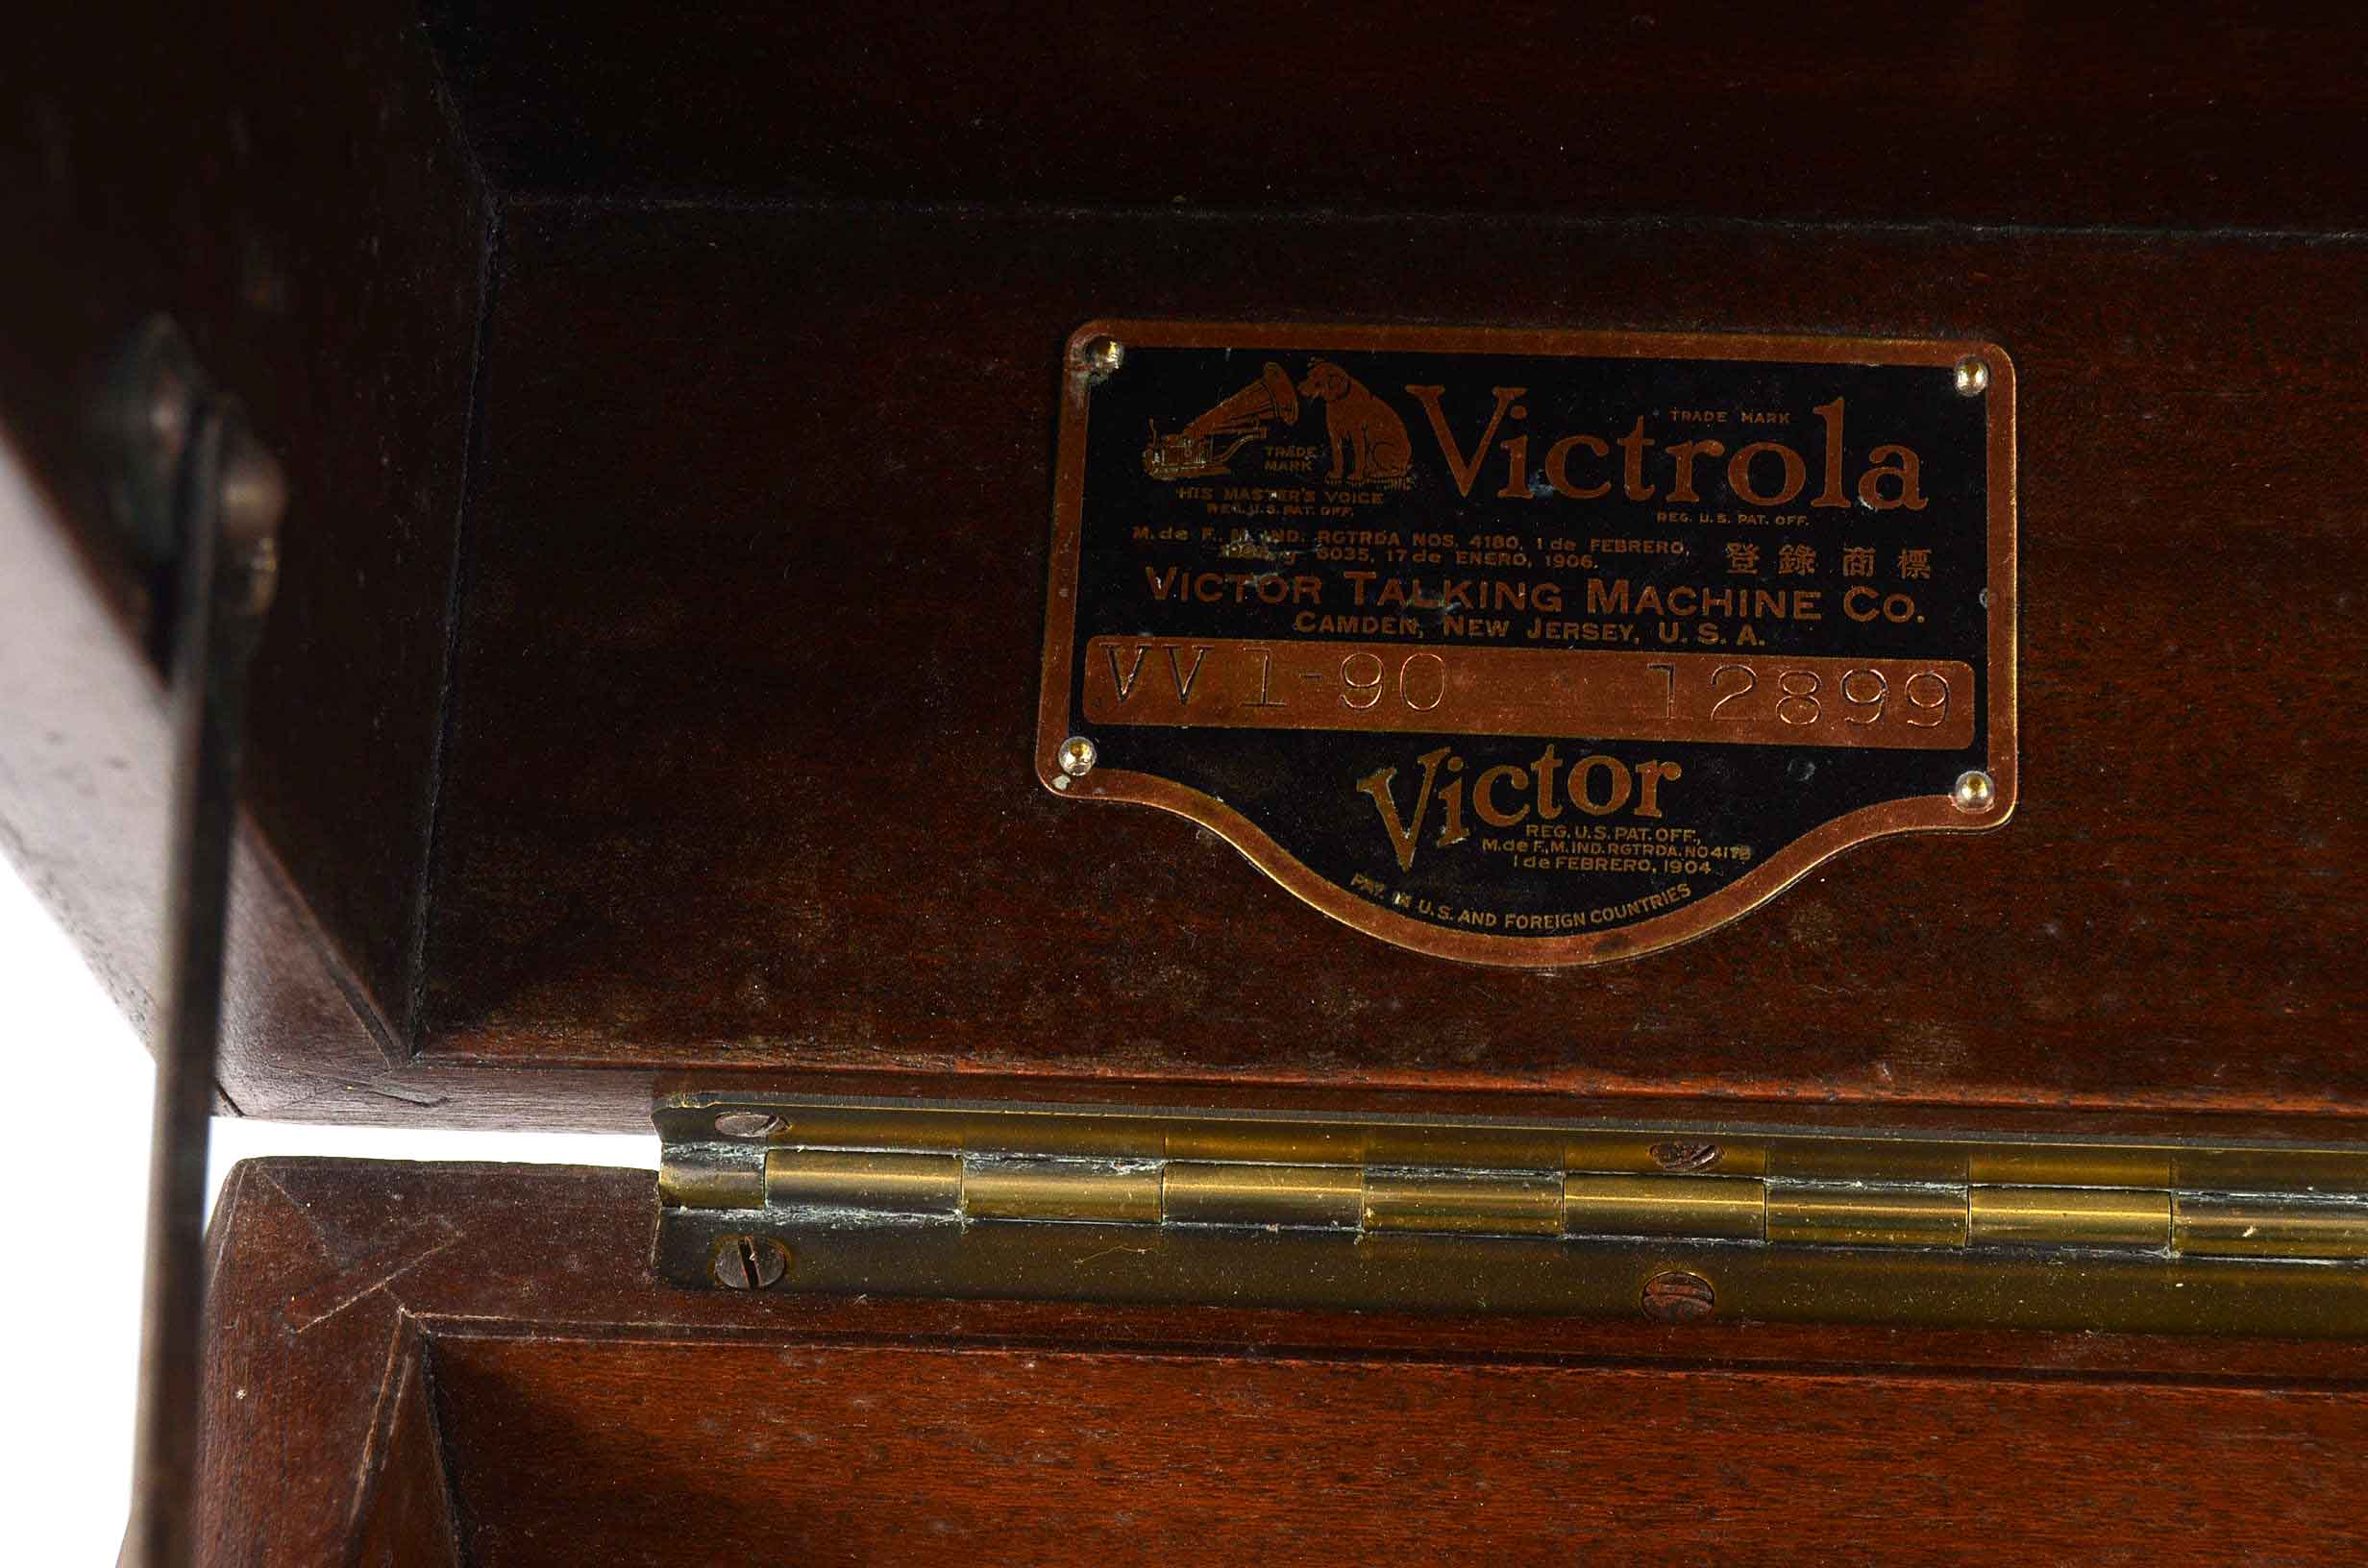 TRADE MARK
Victrola
TRADE
MARK
"HIS MASTER'S VOICE"
REG. U.S. PAT. OFF.
REG. U.S. PAT. OFF.
M. de F., M. IND. RGTRDA NOS. 4180, 1 de FEBRERO,
6035, 17 de ENERO, 1906.
登錄商標
VICTOR TALKING MACHINE CO.
CAMDEN, NEW JERSEY, U. S. A.
VV 1-90 12899
Victor
REG. U.S. PAT. OFF.,
M. de F., M. IND. RGTRDA. NO 4178
1 de FEBRERO, 1904
PAT. IN U.S. AND FOREIGN COUNTRIES